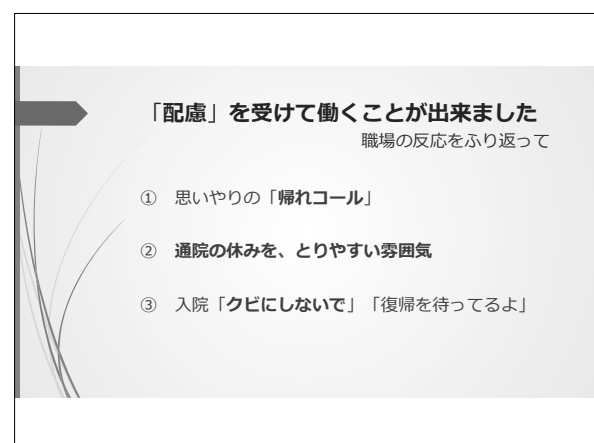 「配慮」を受けて働くことが出来ました
職場の反応をふり返って
① 思いやりの「帰れコール」
② 通院の休みを、とりやすい雰囲気
③ 入院「クビにしないで」「復帰を待ってるよ」